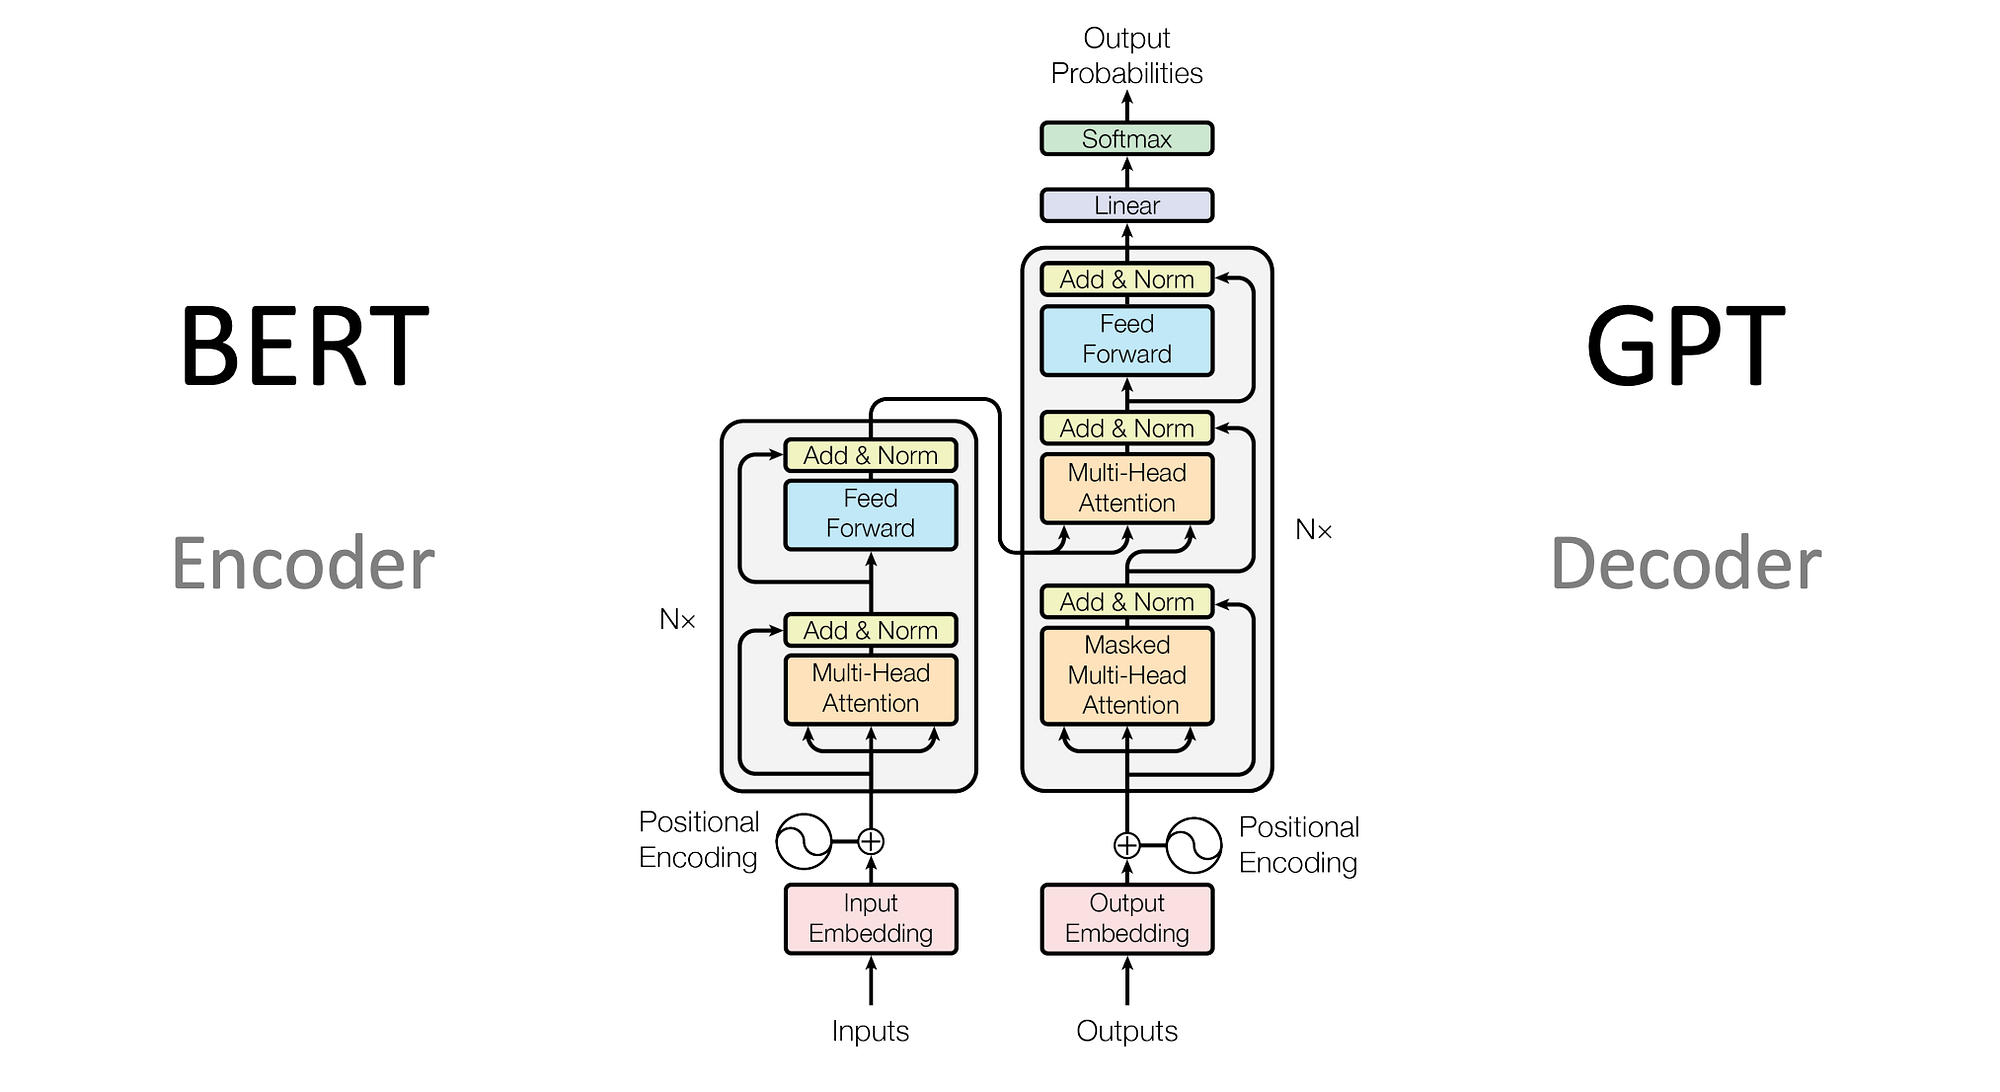 BERT
Encoder
Output
Probabilities
Softmax
Linear
Add & Norm
Feed
Forward
Add & Norm
Multi-Head
Attention
Add & Norm
Masked
Multi-Head
Attention
N×
Add & Norm
Feed
Forward
Add & Norm
Multi-Head
Attention
N×
Positional
Encoding
Input
Embedding
Inputs
Positional
Encoding
Output
Embedding
Outputs
GPT
Decoder